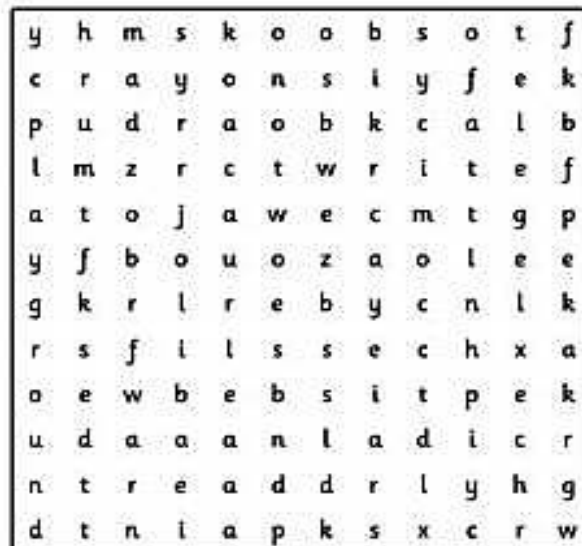 y h m s k o o b s o t f
c r a y o n s i y f e k
p u d r a o b k c a l b
l m z r c t w r i t e f
a t o j a w e c m t g p
y f b o u o z a o l e e
g k r l r e b y c n l k
r s f i l s s e c h x a
o e w b e b s i t p e k
u d a a a n l a d i c r
n t r e a d d r l y h g
d t n i a p k s x c r w